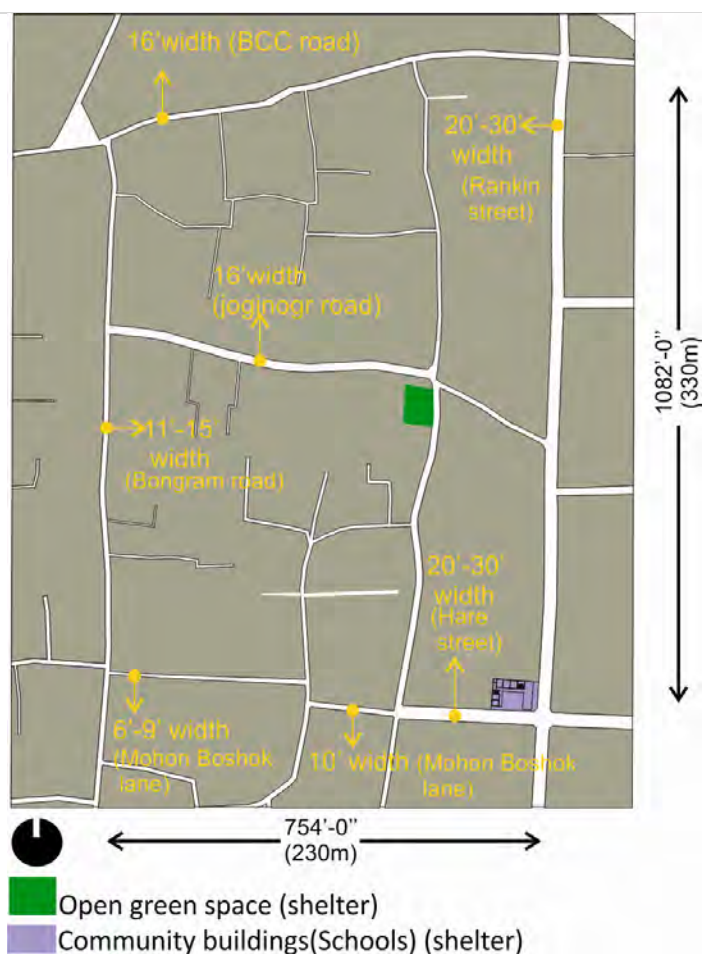 16'width (BCC road)
20'-30'
width
(Rankin
street)
16'width
(joginogr road)
11'-15'
width
(Bongram road)
20'-30'
width
(Hare
street)
6'-9' width
(Mohon Boshok
lane)
10' width (Mohon Boshok
lane)
1082'-0"
(330m)
754'-0"
(230m)
Open green space (shelter)
Community buildings(Schools) (shelter)